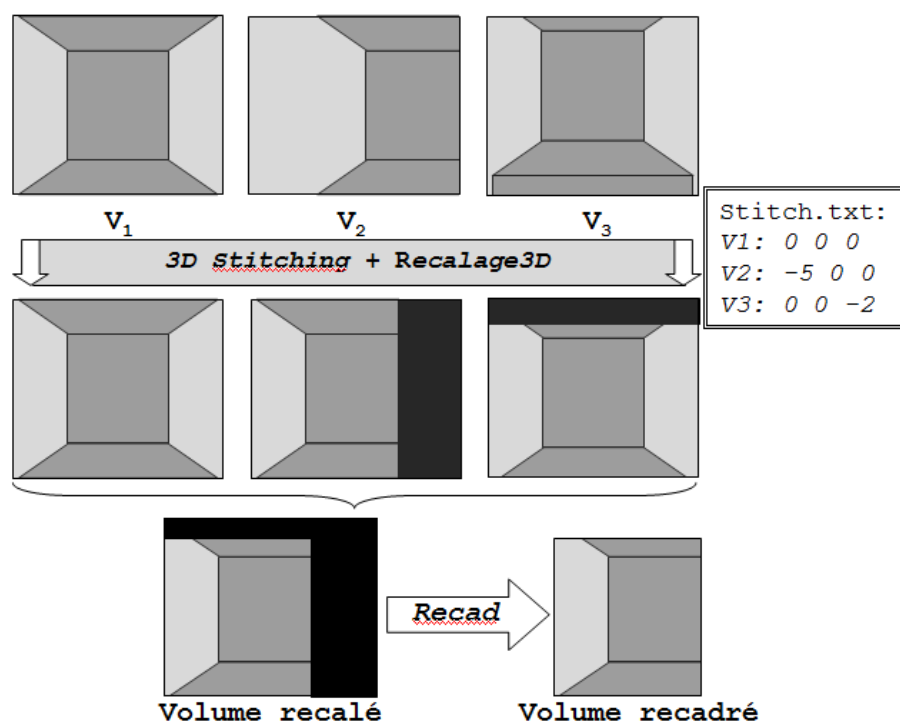 V1 V2 V3
Stitch.txt:
V1: 0 0 0
V2: -5 0 0
V3: 0 0 -2
3D Stitching + Recalage3D
Recad
Volume recalé Volume recadré